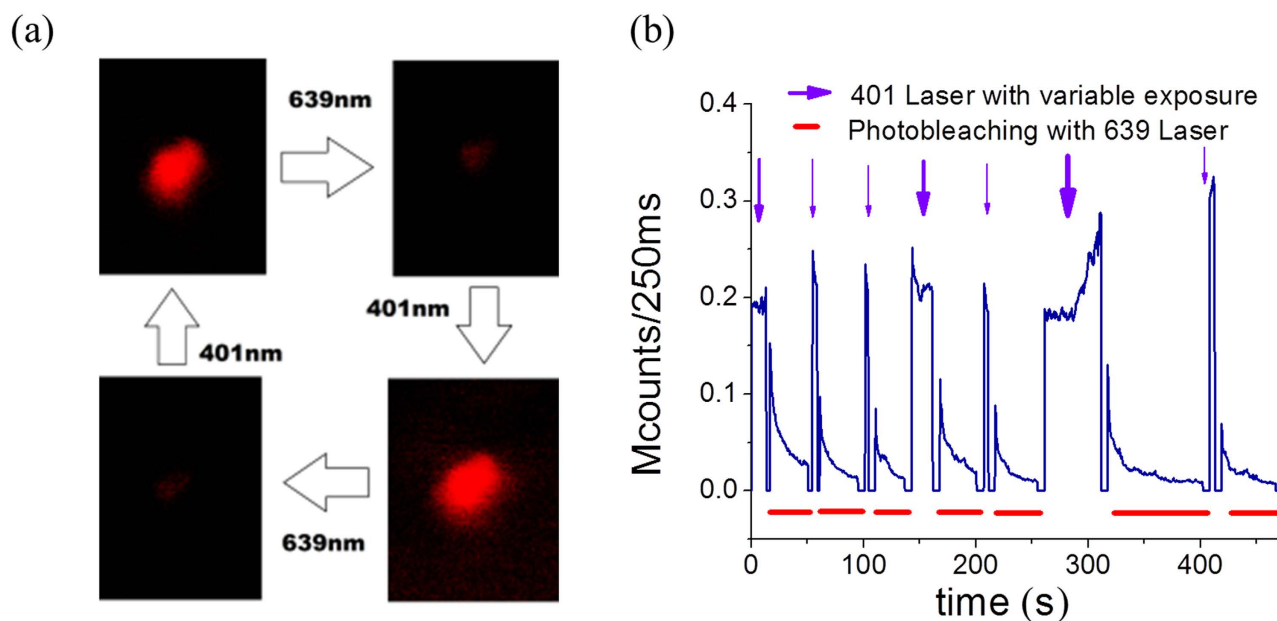 (a)
639nm
401nm
401nm
639nm
(b)
401 Laser with variable exposure
Photobleaching with 639 Laser
Mcounts/250ms
0.4
0.3
0.2
0.1
0.0
0 100 200 300 400
time (s)